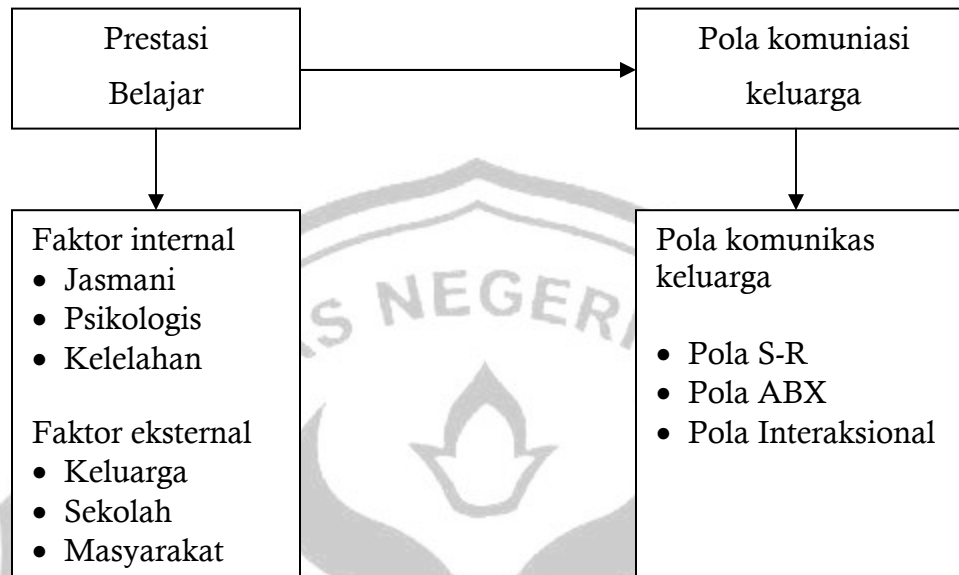 Prestasi
Belajar
Pola komuniasi
keluarga
Faktor internal
• Jasmani
• Psikologis
• Kelelahan
Faktor eksternal
• Keluarga
• Sekolah
• Masyarakat
Pola komunikas
keluarga
• Pola S-R
• Pola ABX
• Pola Interaksional
S NEGERI